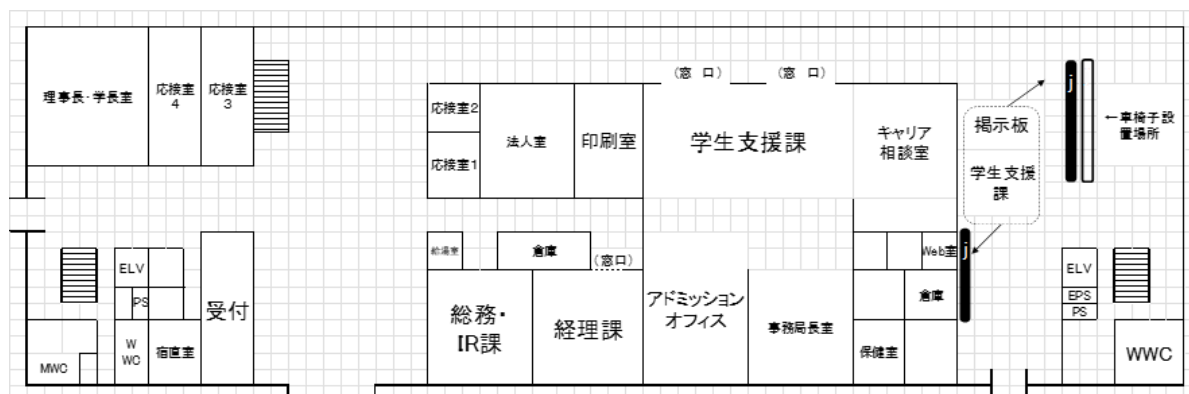 (窓 口)
(窓 口)
理事長・学長室
応接室
4
応接室
3
応接室2
応接室1
法人室
印刷室
学生支援課
キャリア
相談室
掲示板
学生支援
課
j
←車椅子設
置場所
j
給湯室
倉庫
(窓口)
Web室
倉庫
ELV
PS
受付
MWC
W
WC
宿直室
総務・
IR課
経理課
アドミッション
オフィス
事務局長室
保健室
ELV
EPS
PS
WWC